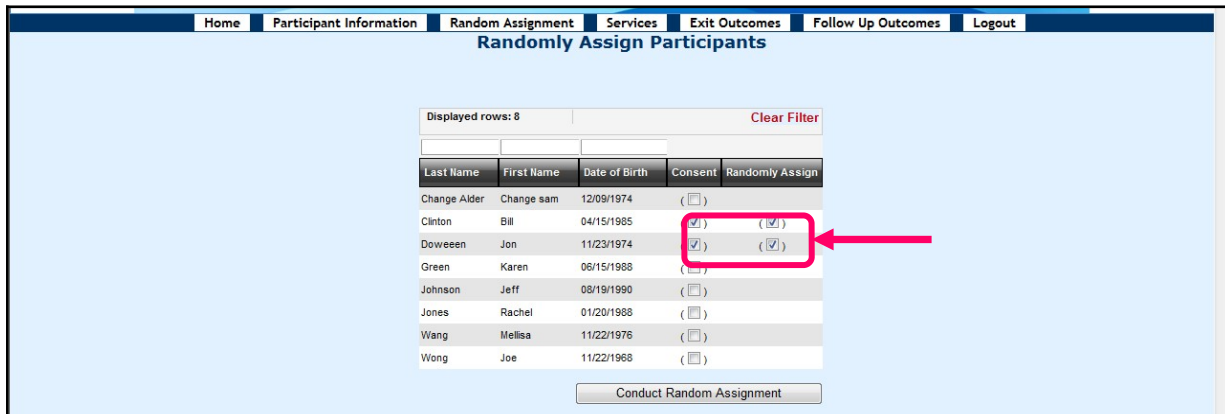 Home Participant Information Random Assignment Services Exit Outcomes Follow Up Outcomes Logout
Randomly Assign Participants
Displayed rows: 8 Clear Filter
Last Name First Name Date of Birth Consent Randomly Assign
Change Alder Change sam 12/09/1974 ( )
Clinton Bill 04/15/1985 ( ) ( )
Doweeen Jon 11/23/1974 ( ) ( )
Green Karen 06/15/1988 ( )
Johnson Jeff 08/19/1990 ( )
Jones Rachel 01/20/1988 ( )
Wang Mellisa 11/22/1976 ( )
Wong Joe 11/22/1968 ( )
Conduct Random Assignment